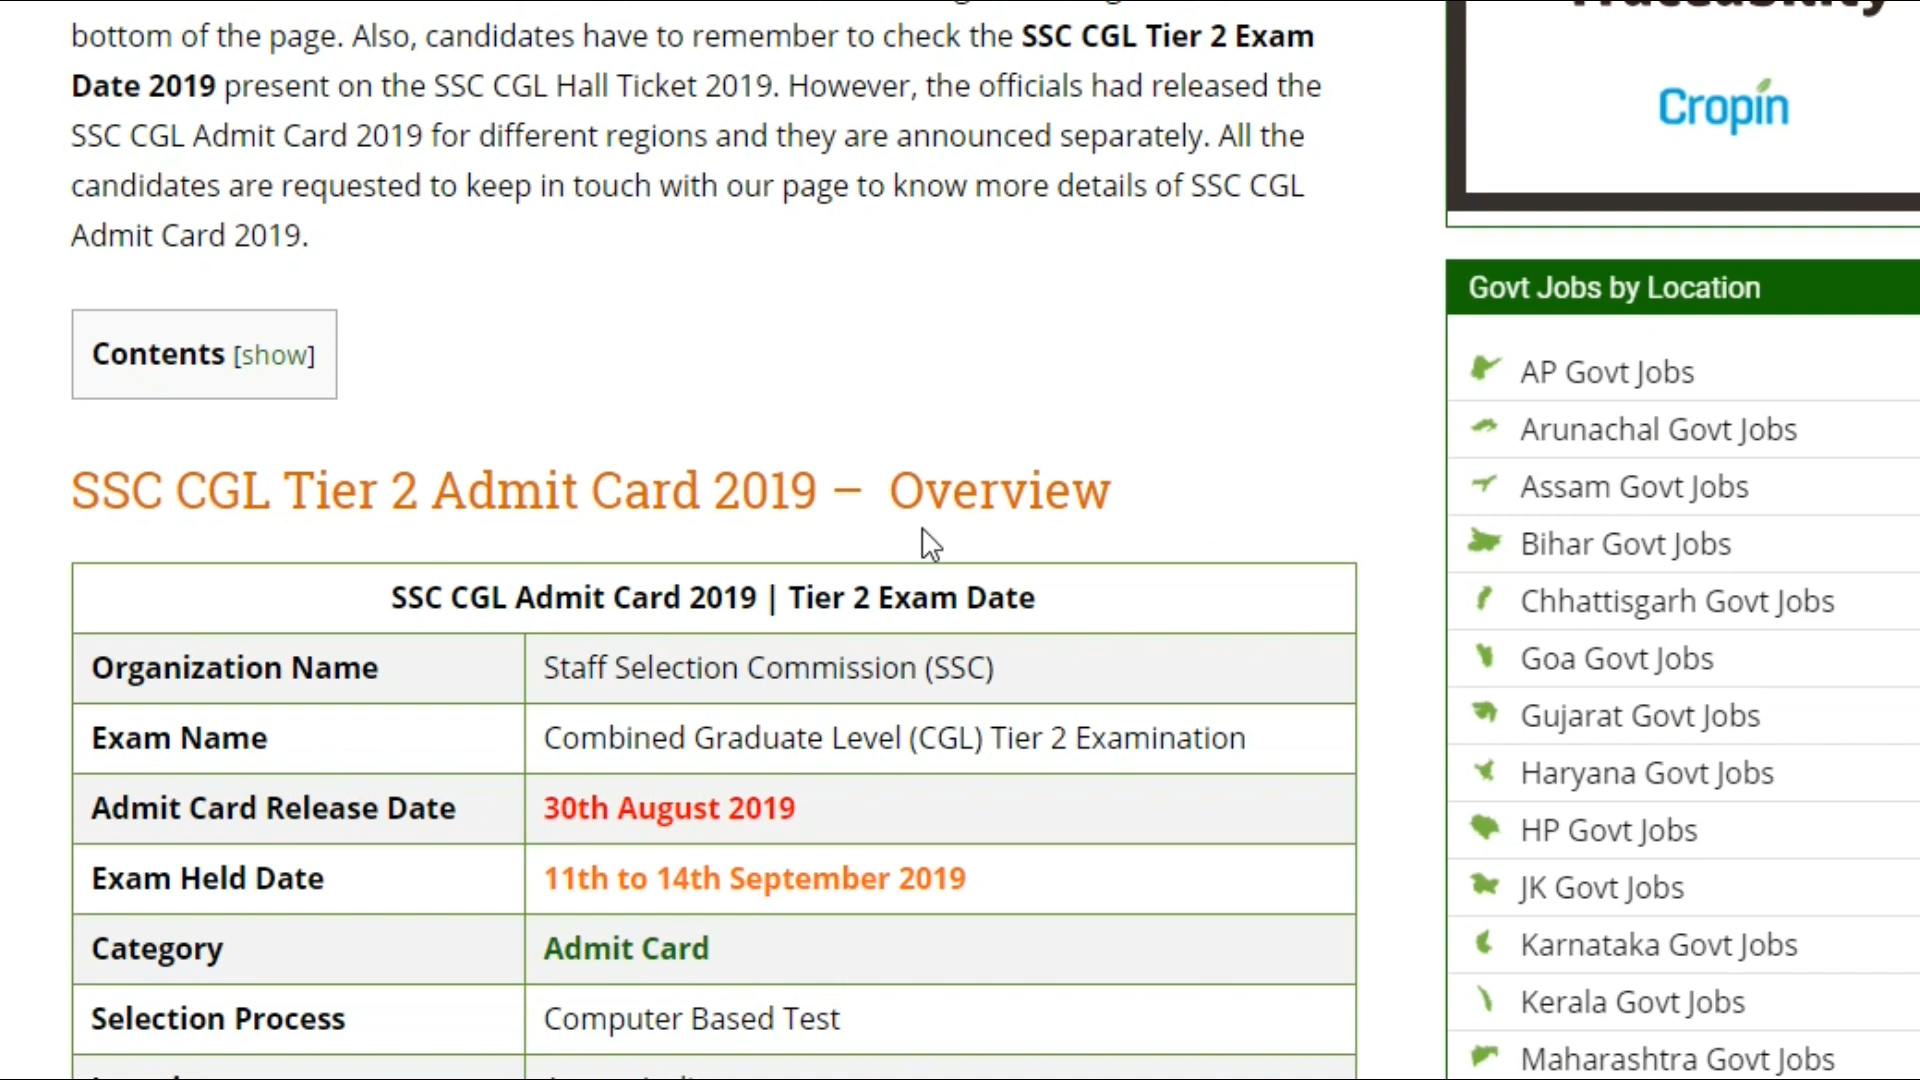 bottom of the page. Also, candidates have to remember to check the SSC CGL Tier 2 Exam
Date 2019 present on the SSC CGL Hall Ticket 2019. However, the officials had released the
SSC CGL Admit Card 2019 for different regions and they are announced separately. All the
candidates are requested to keep in touch with our page to know more details of SSC CGL
Admit Card 2019.
Contents [show]
SSC CGL Tier 2 Admit Card 2019 – Overview
SSC CGL Admit Card 2019 | Tier 2 Exam Date
Organization Name Staff Selection Commission (SSC)
Exam Name Combined Graduate Level (CGL) Tier 2 Examination
Admit Card Release Date 30th August 2019
Exam Held Date 11th to 14th September 2019
Category Admit Card
Selection Process Computer Based Test
Cropin
Govt Jobs by Location
AP Govt Jobs
Arunachal Govt Jobs
Assam Govt Jobs
Bihar Govt Jobs
Chhattisgarh Govt Jobs
Goa Govt Jobs
Gujarat Govt Jobs
Haryana Govt Jobs
HP Govt Jobs
JK Govt Jobs
Karnataka Govt Jobs
Kerala Govt Jobs
Maharashtra Govt Jobs